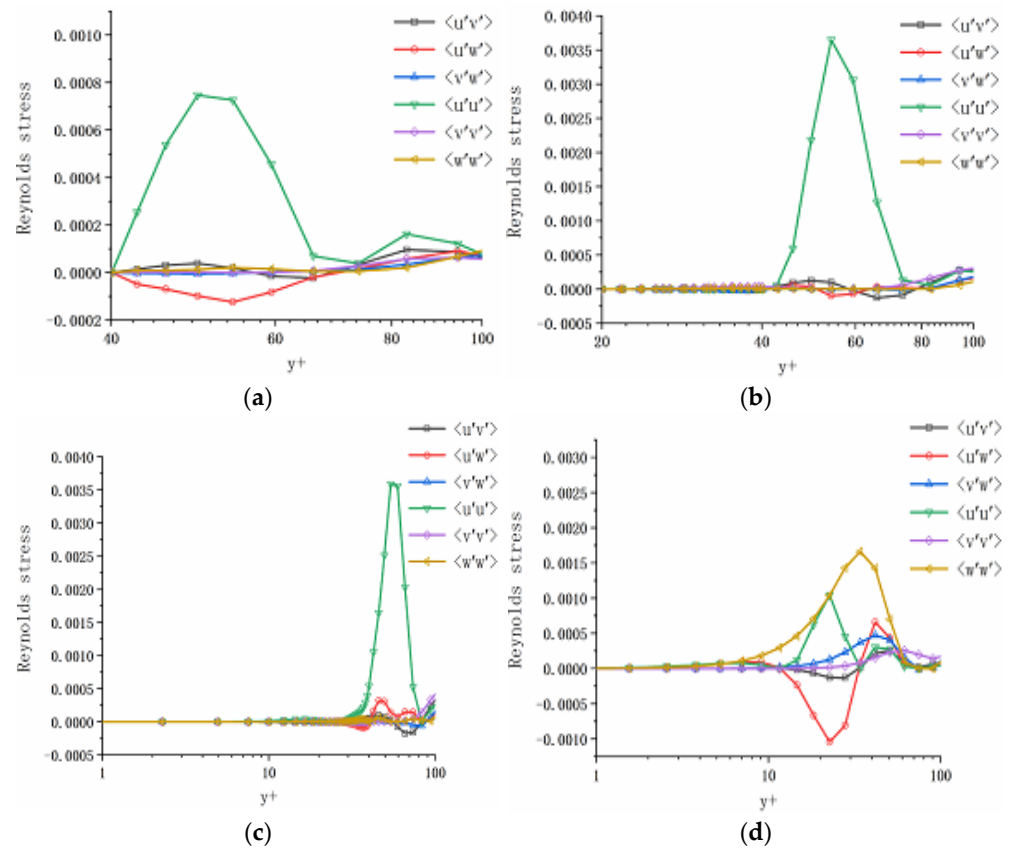 0.0010
0.0008
0.0006
0.0004
0.0002
0.0000
-0.0002
Reynolds stress
40
60
80
100
y+
<u'v'>
<u'w'>
<v'w'>
<u'u'>
<v'v'>
<w'w'>
(a)
0.0040
0.0035
0.0030
0.0025
0.0020
0.0015
0.0010
0.0005
0.0000
-0.0005
Reynolds stress
20
40
60
80
100
y+
<u'v'>
<u'w'>
<v'w'>
<u'u'>
<v'v'>
<w'w'>
(b)
0.0040
0.0035
0.0030
0.0025
0.0020
0.0015
0.0010
0.0005
0.0000
-0.0005
Reynolds stress
1
10
100
y+
<u'v'>
<u'w'>
<v'w'>
<u'u'>
<v'v'>
<w'w'>
(c)
0.0030
0.0025
0.0020
0.0015
0.0010
0.0005
0.0000
-0.0005
-0.0010
Reynolds stress
1
10
100
y+
<u'v'>
<u'w'>
<v'w'>
<u'u'>
<v'v'>
<w'w'>
(d)